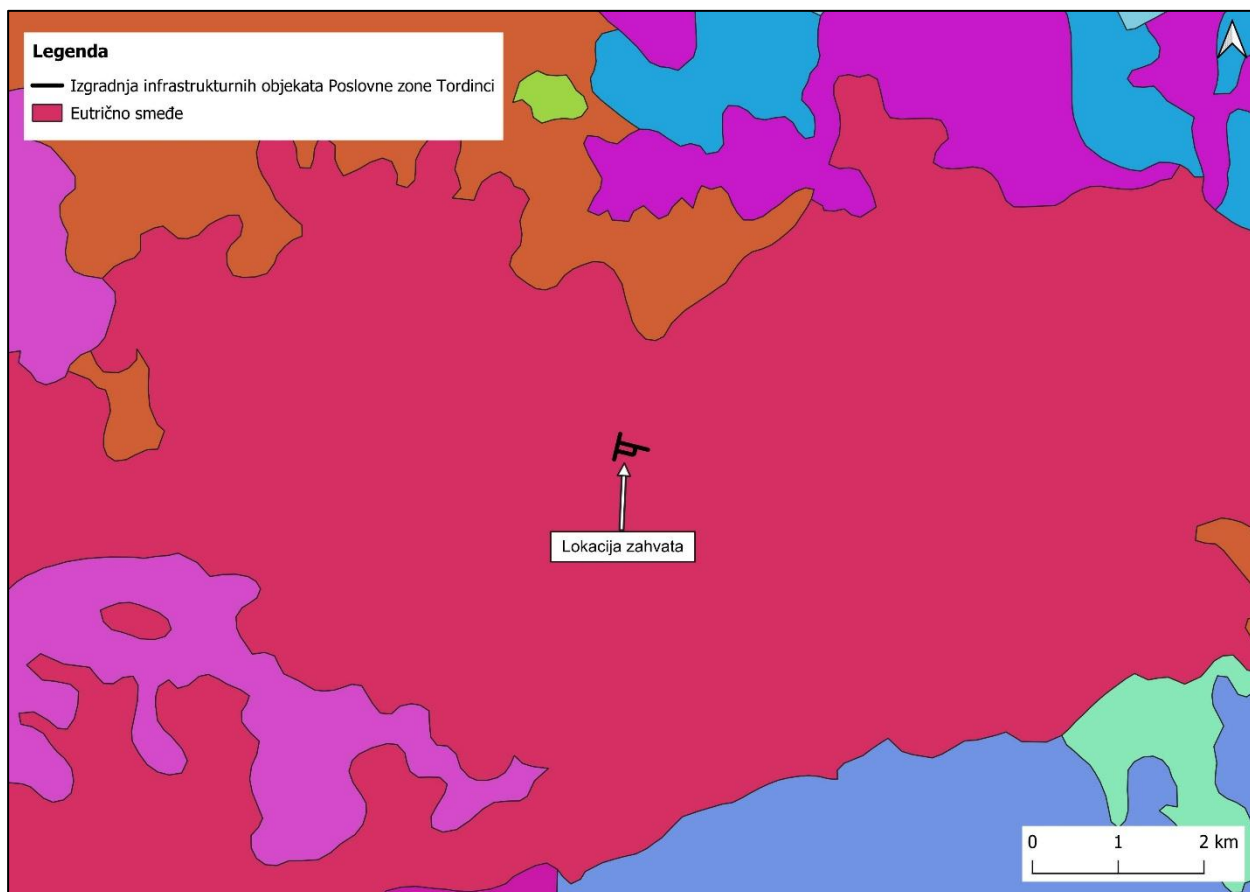 Legenda
Izgradnja infrastrukturnih objekata Poslovne zone Tordinci
Eutrično smeđe
Lokacija zahvata
0 1 2 km